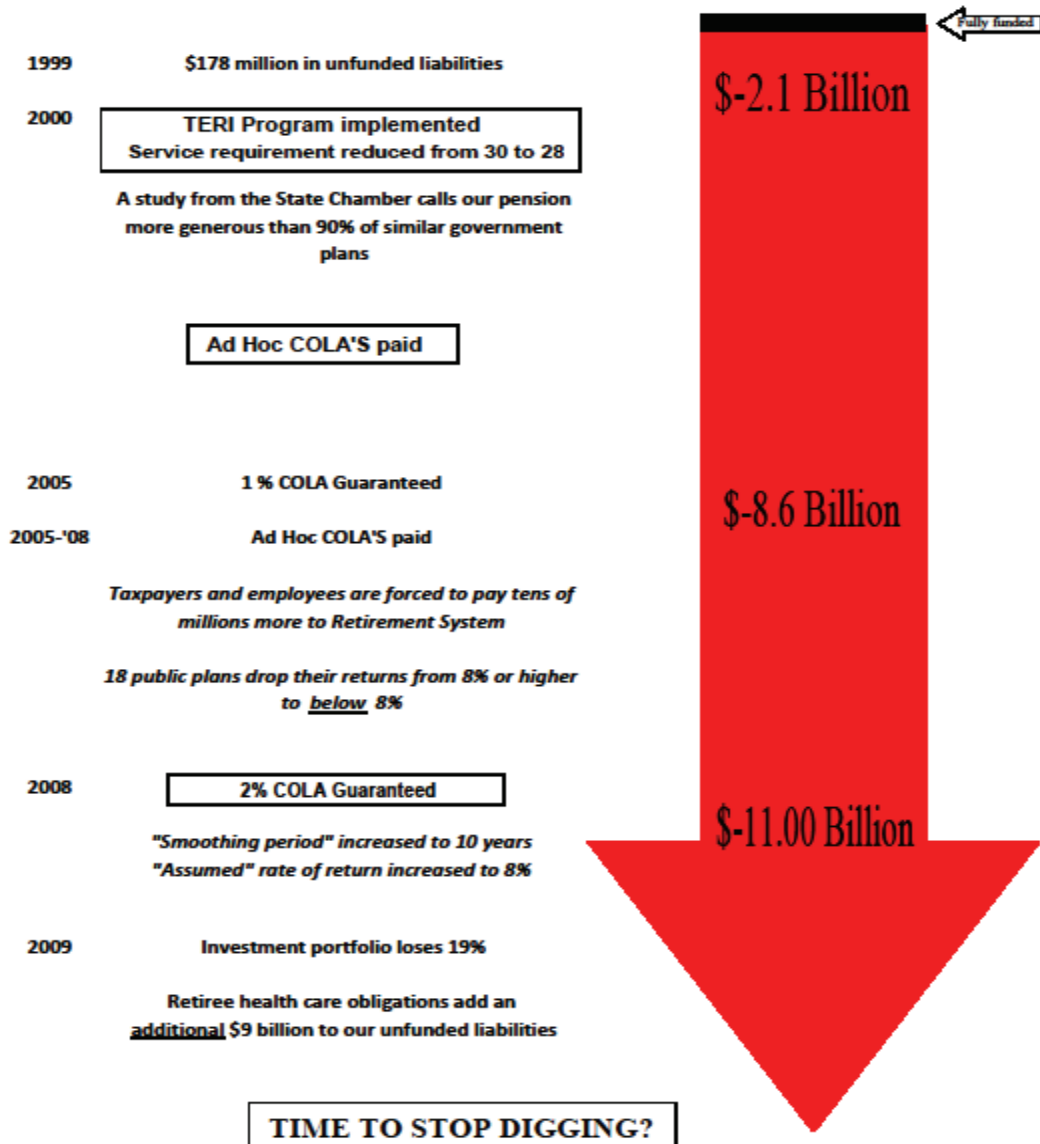 Fully funded
1999 $178 million in unfunded liabilities
$-2.1 Billion
2000 TERI Program implemented
Service requirement reduced from 30 to 28
A study from the State Chamber calls our pension
more generous than 90% of similar government
plans
Ad Hoc COLA'S paid
2005 1 % COLA Guaranteed
$-8.6 Billion
2005-'08 Ad Hoc COLA'S paid
Taxpayers and employees are forced to pay tens of
millions more to Retirement System
18 public plans drop their returns from 8% or higher
to below 8%
2008 2% COLA Guaranteed
$-11.00 Billion
"Smoothing period" increased to 10 years
"Assumed" rate of return increased to 8%
2009 Investment portfolio loses 19%
Retiree health care obligations add an
additional $9 billion to our unfunded liabilities
TIME TO STOP DIGGING?